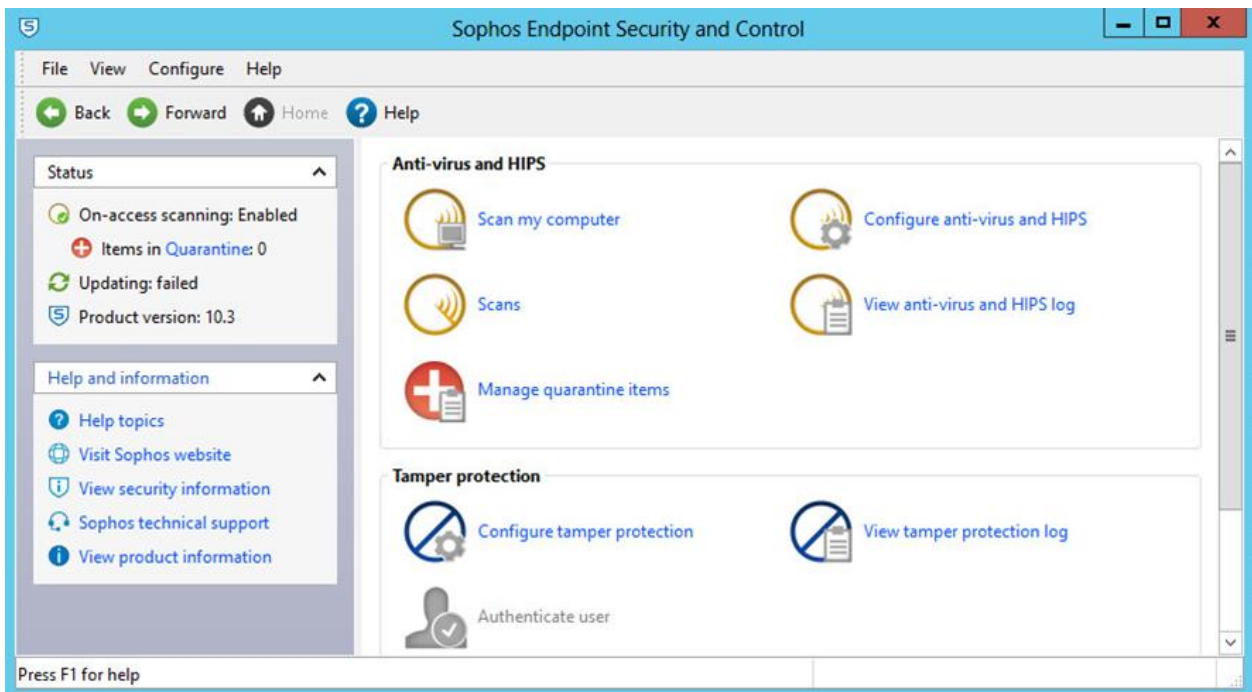 Sophos Endpoint Security and Control
File View Configure Help
Back Forward Home Help
Status
On-access scanning: Enabled
Items in Quarantine: 0
Updating: failed
Product version: 10.3
Help and information
Help topics
Visit Sophos website
View security information
Sophos technical support
View product information
Anti-virus and HIPS
Scan my computer
Configure anti-virus and HIPS
Scans
View anti-virus and HIPS log
Manage quarantine items
Tamper protection
Configure tamper protection
View tamper protection log
Authenticate user
Press F1 for help